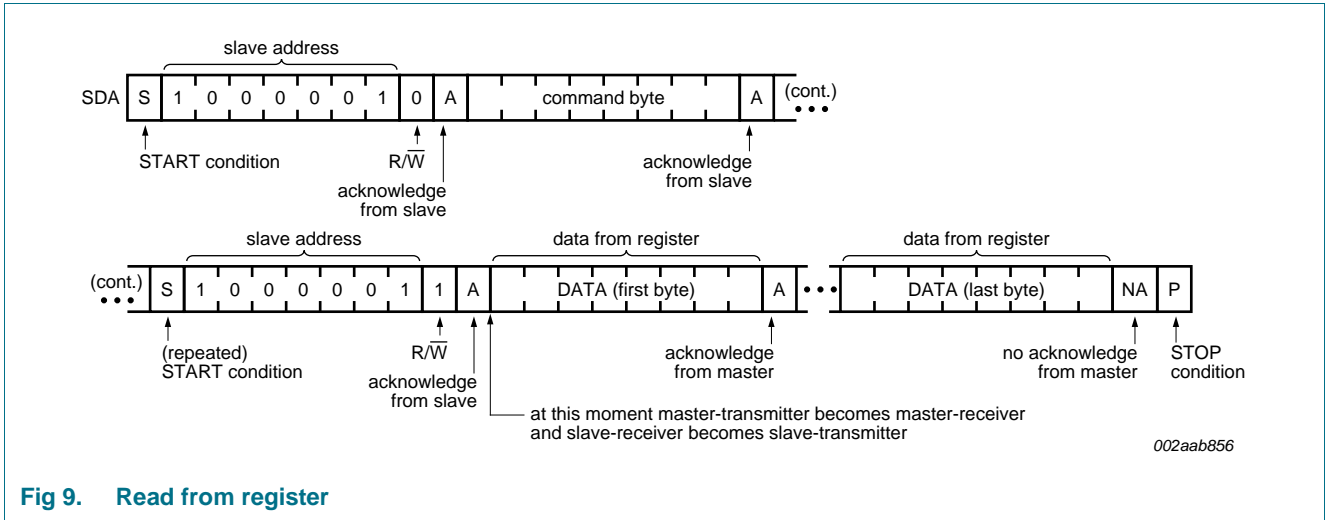 slave address
SDA S 1 0 0 0 0 0 1 0 A command byte A (cont.)
START condition
R/W̅
acknowledge
from slave
acknowledge
from slave
slave address
data from register
data from register
(cont.) S 1 0 0 0 0 0 1 1 A DATA (first byte) A DATA (last byte) NA P
(repeated)
START condition
R/W̅
acknowledge
from slave
acknowledge
from master
no acknowledge
from master
STOP
condition
at this moment master-transmitter becomes master-receiver
and slave-receiver becomes slave-transmitter
002aab856
Fig 9. Read from register